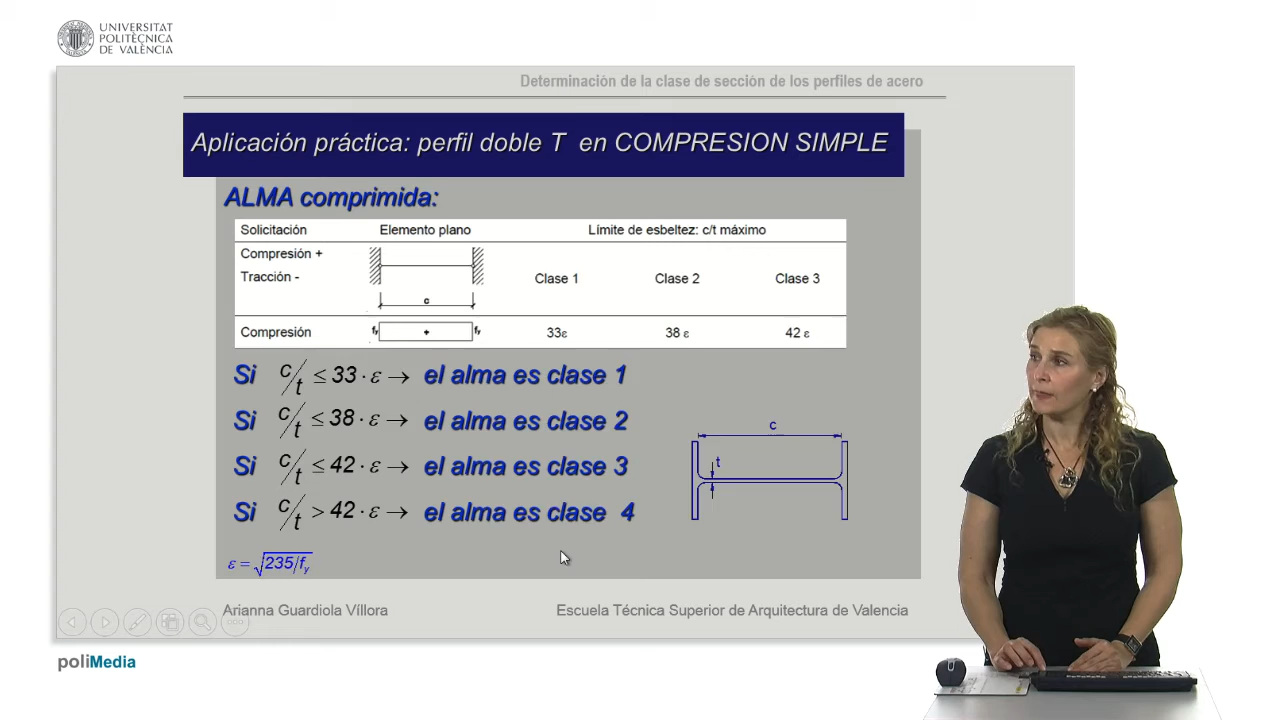 UNIVERSITAT
POLITÈCNICA
DE VALÈNCIA
Determinación de la clase de sección de los perfiles de acero
Aplicación práctica: perfil doble T en COMPRESION SIMPLE
ALMA comprimida:
Solicitación Elemento plano Límite de esbeltez: c/t máximo
Compresión +
Tracción -
Clase 1 Clase 2 Clase 3
c
Compresión fy + fy 33ε 38 ε 42 ε
Si c/t ≤ 33 · ε → el alma es clase 1
Si c/t ≤ 38 · ε → el alma es clase 2
Si c/t ≤ 42 · ε → el alma es clase 3
Si c/t > 42 · ε → el alma es clase 4
c
t
ε = √235/fy
Arianna Guardiola Víllora Escuela Técnica Superior de Arquitectura de Valencia
poliMedia